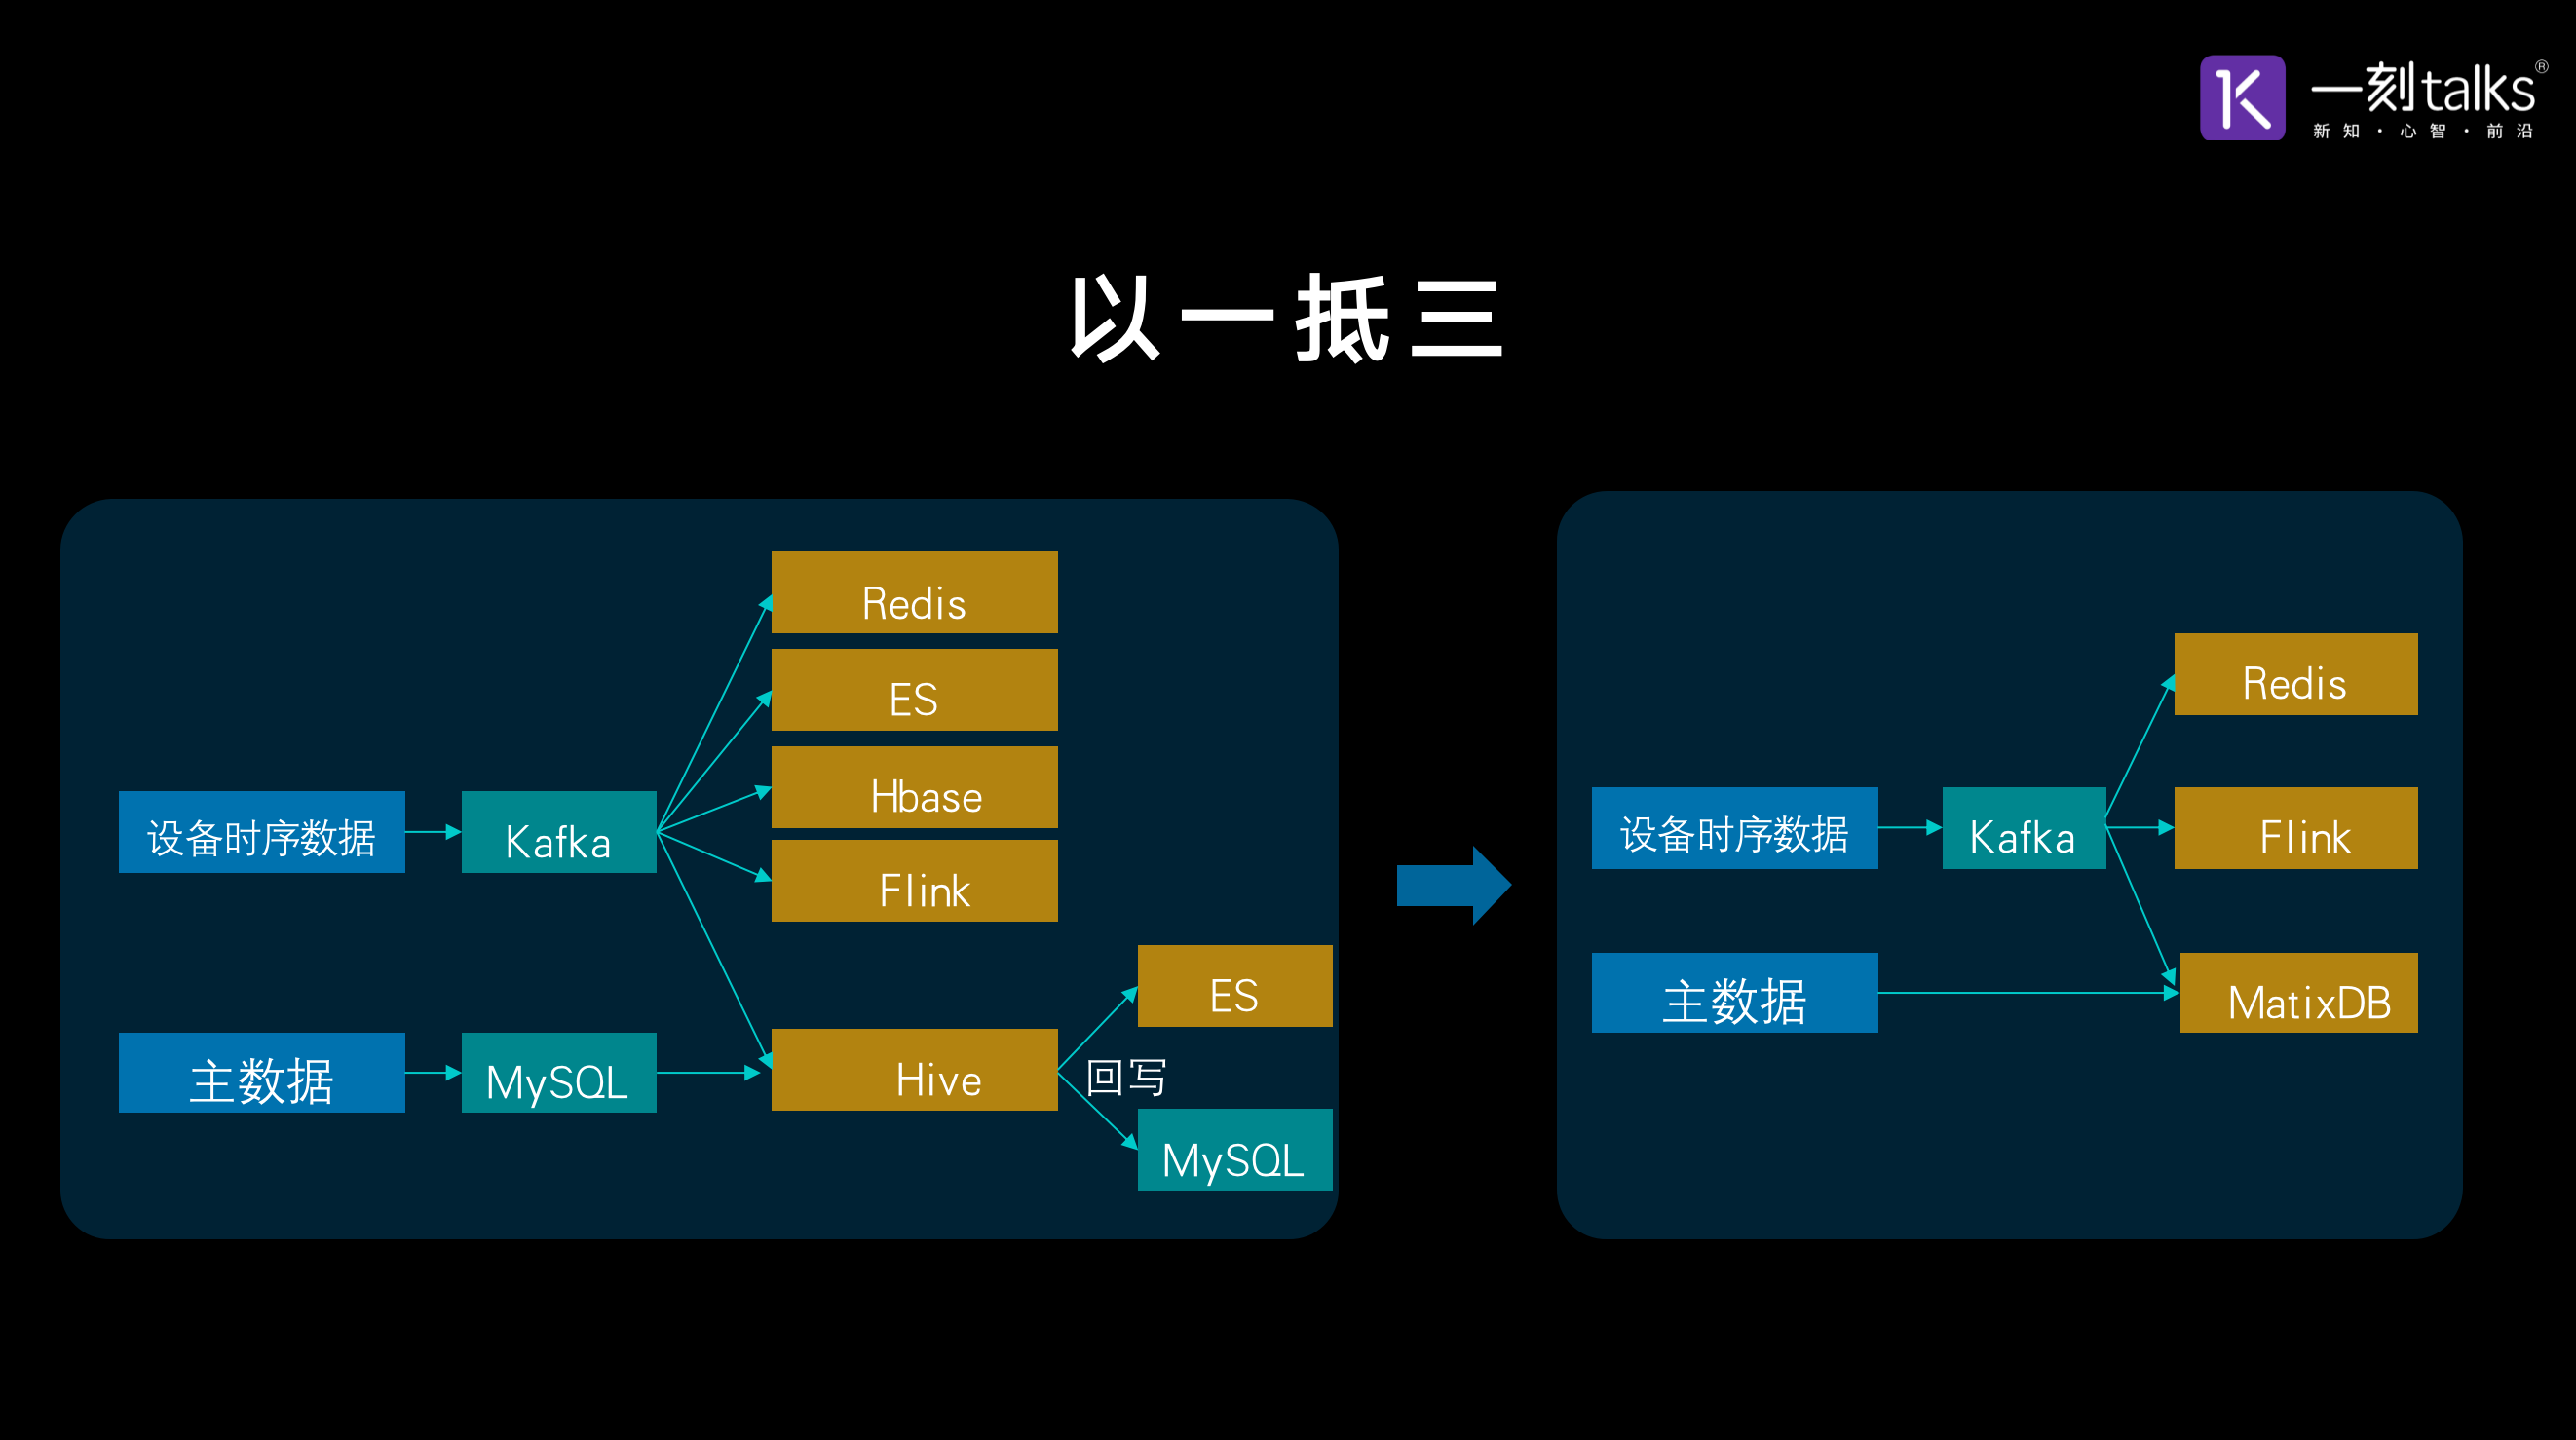 一刻talks®
新知·心智·前沿
以一抵三
Redis
ES
Hbase
设备时序数据
Kafka
Flink
ES
主数据
MySQL
Hive
回写
MySQL
Redis
设备时序数据
Kafka
Flink
主数据
MatixDB